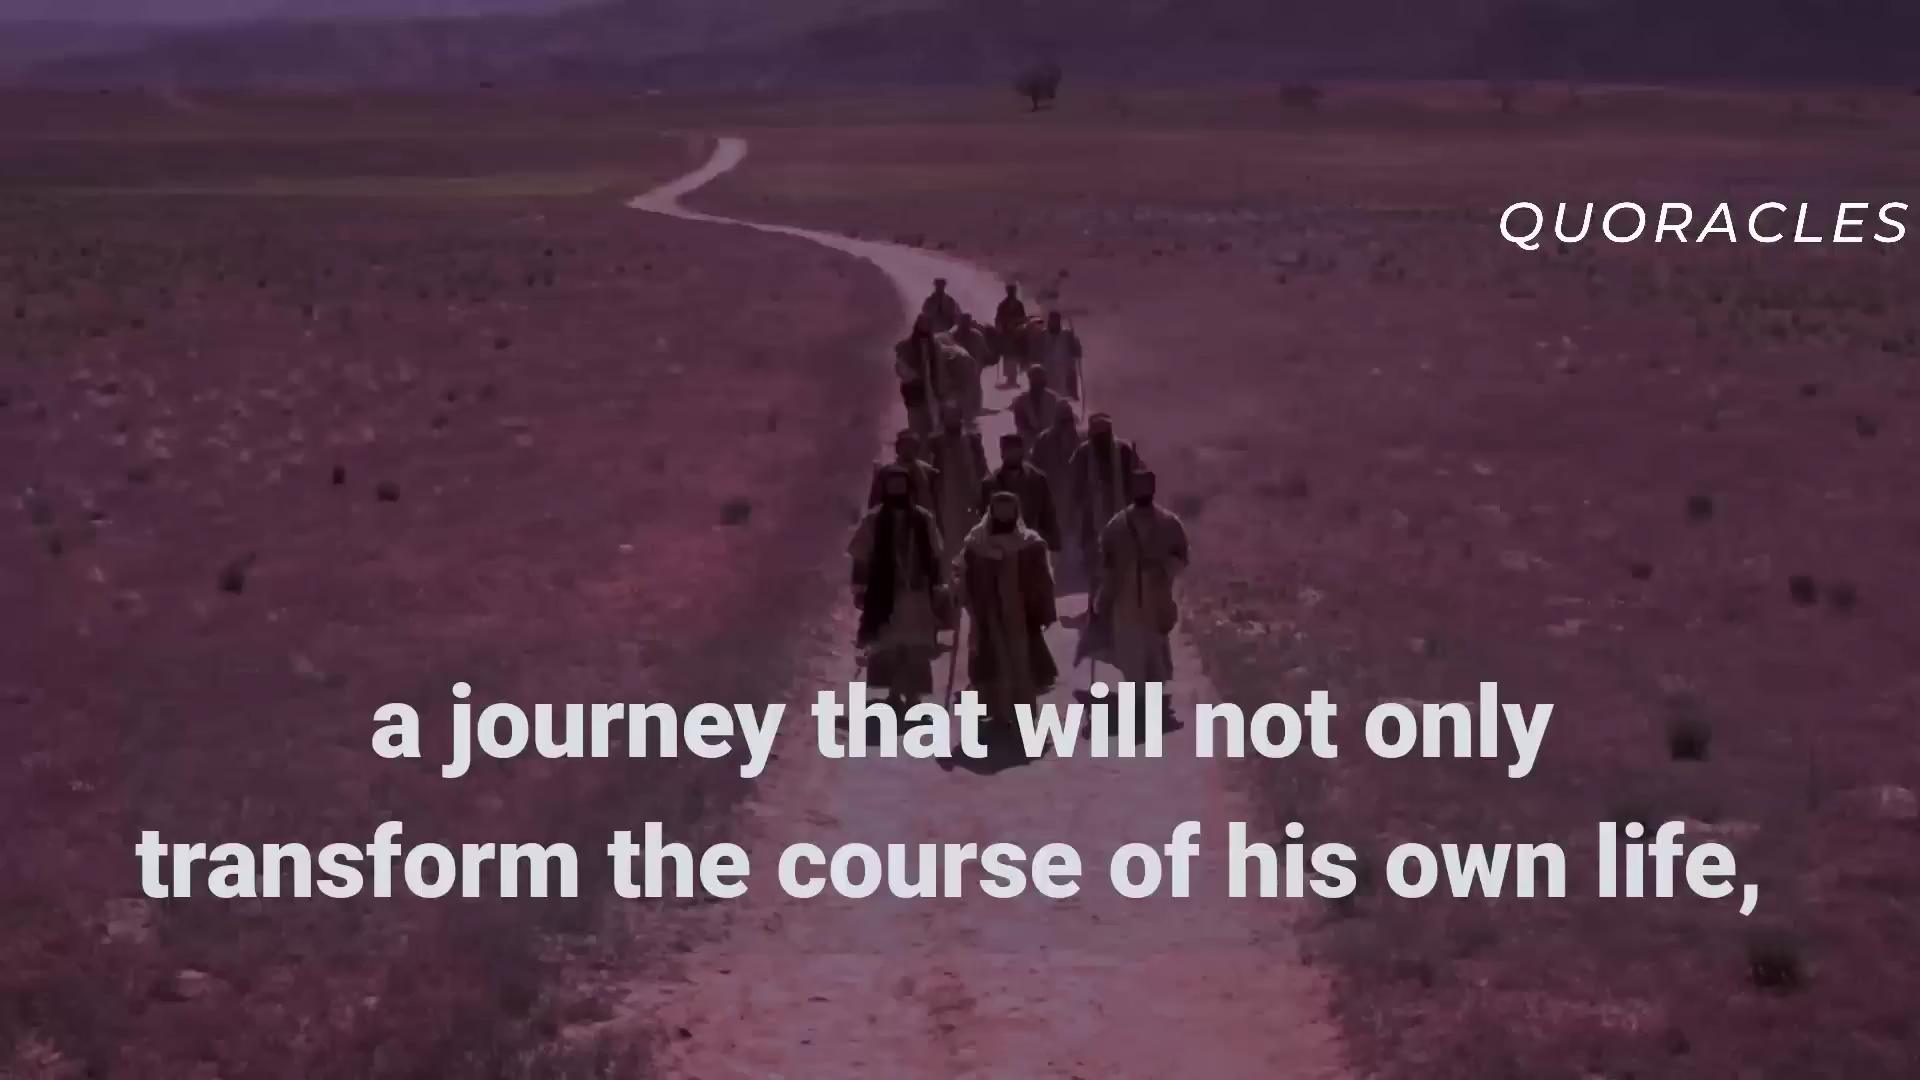 QUORACLES
a journey that will not only
transform the course of his own life,